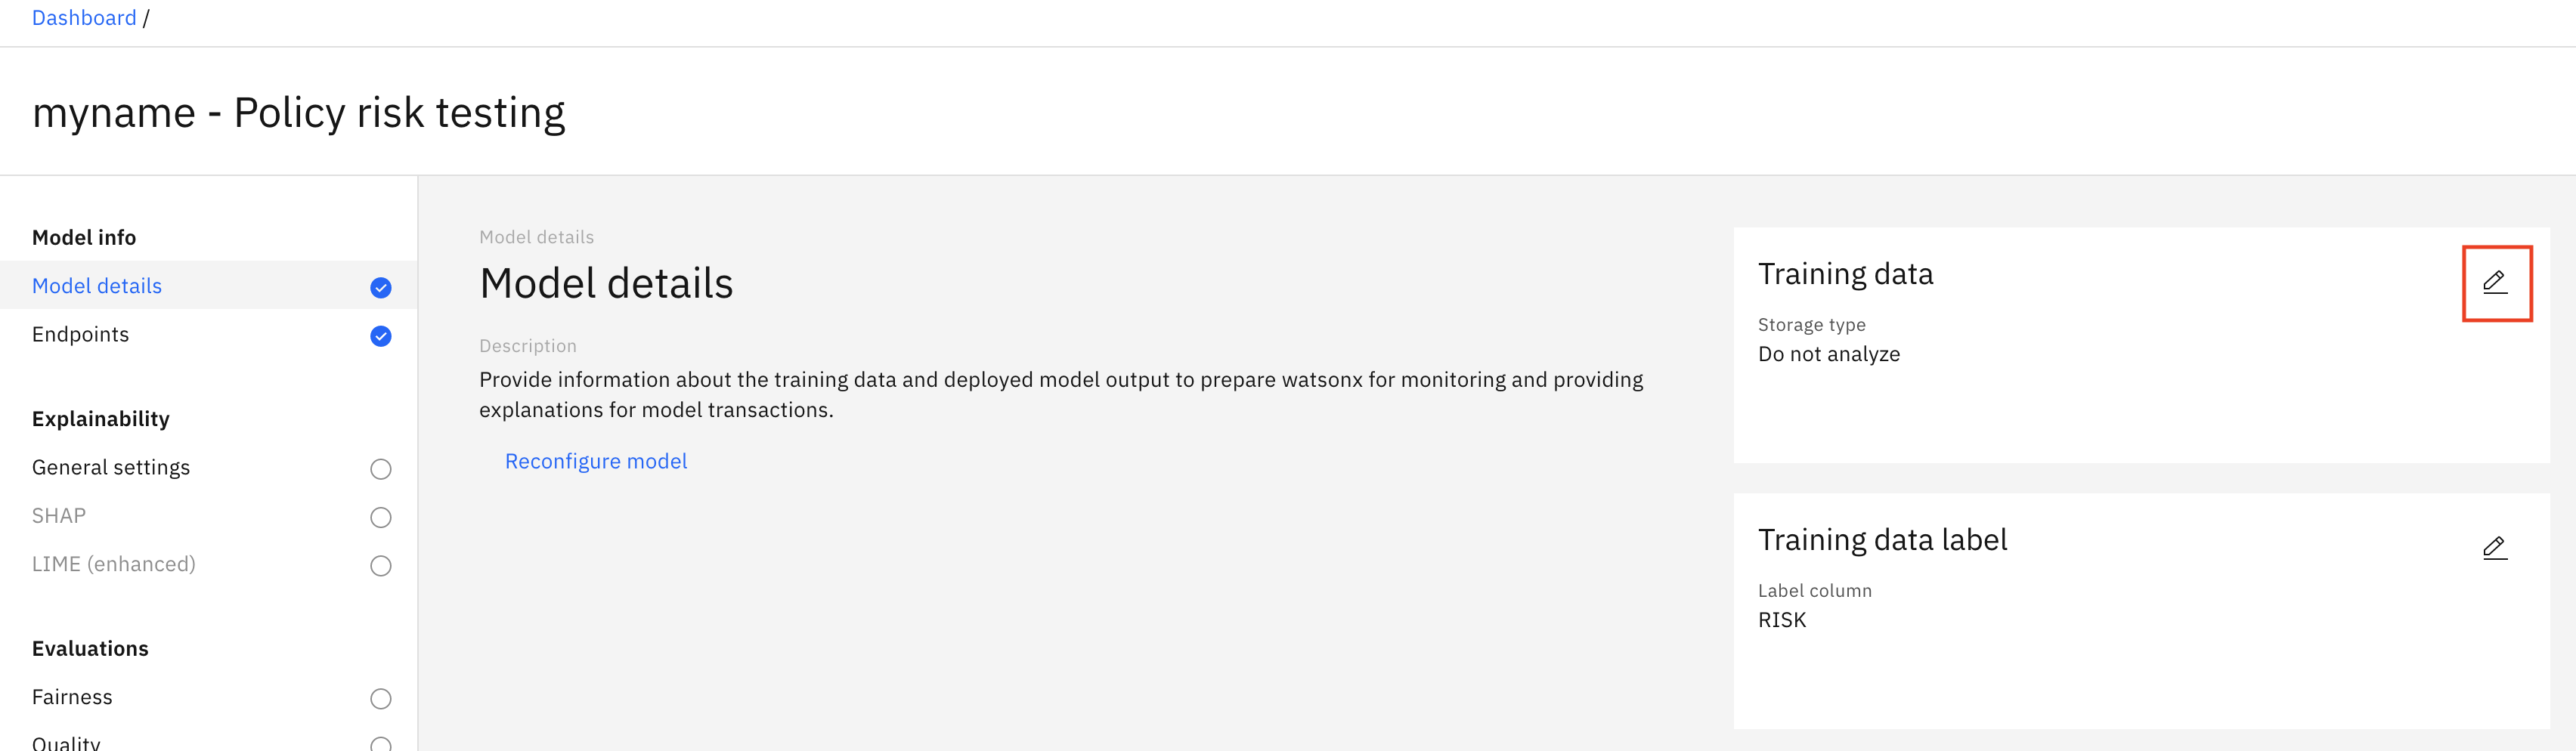 Dashboard /
myname - Policy risk testing
Model info
Model details
Endpoints
Explainability
General settings
SHAP
LIME (enhanced)
Evaluations
Fairness
Quality
Model details
Model details
Description
Provide information about the training data and deployed model output to prepare watsonx for monitoring and providing
explanations for model transactions.
Reconfigure model
Training data
Storage type
Do not analyze
Training data label
Label column
RISK